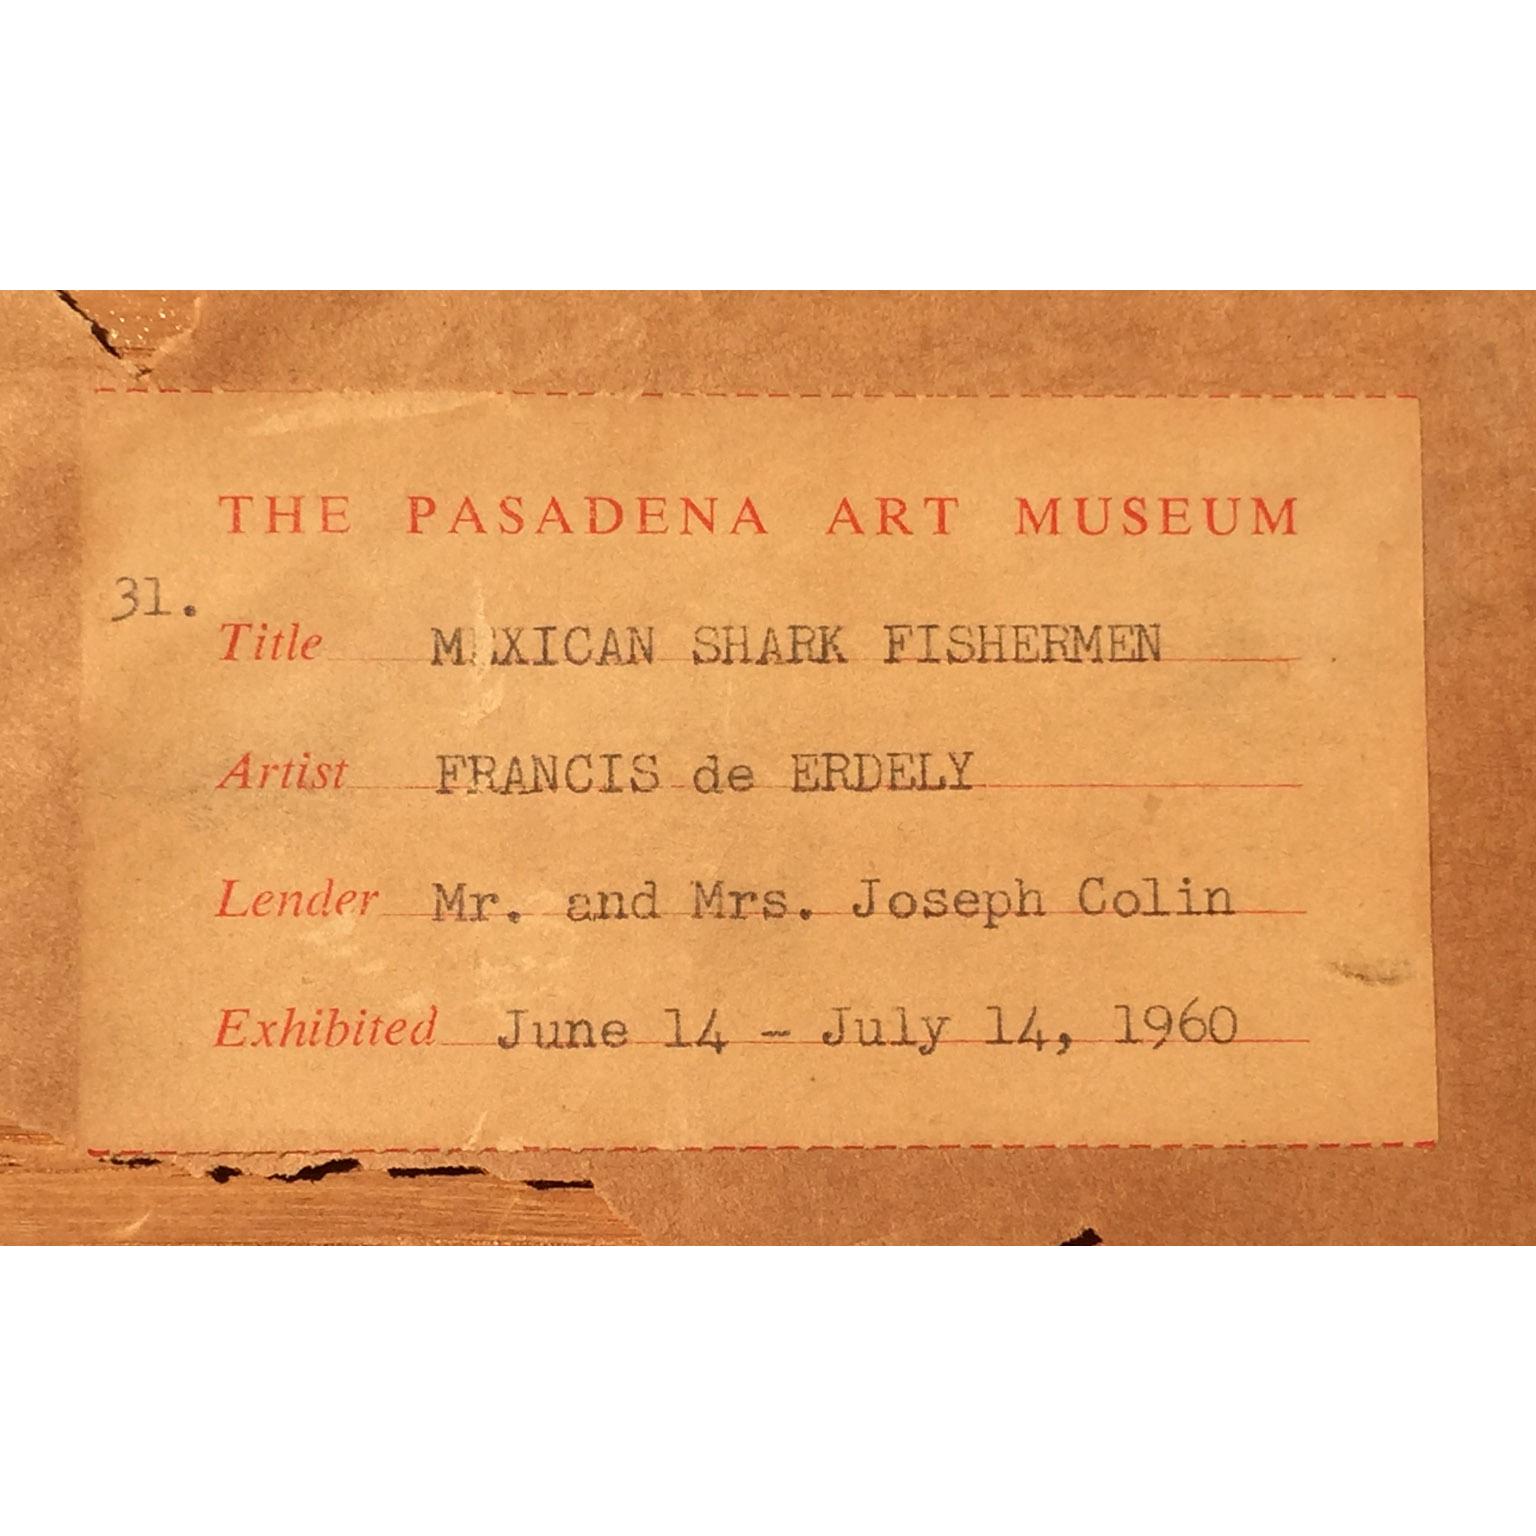 THE PASADENA ART MUSEUM
31.
Title MEXICAN SHARK FISHERMEN
Artist FRANCIS de ERDELY
Lender Mr. and Mrs. Joseph Colin
Exhibited June 14 - July 14, 1960